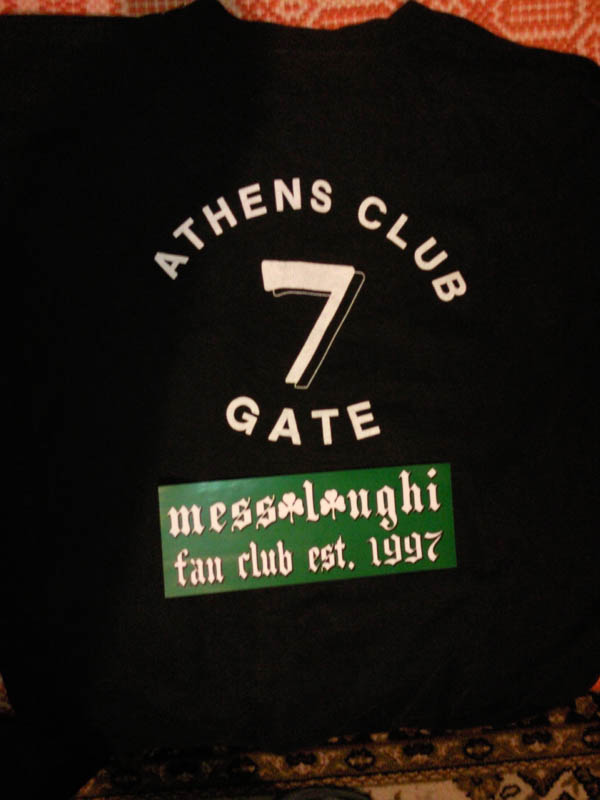 ATHENS CLUB
7
GATE
mess☘l☘nghi
fan club est. 1997